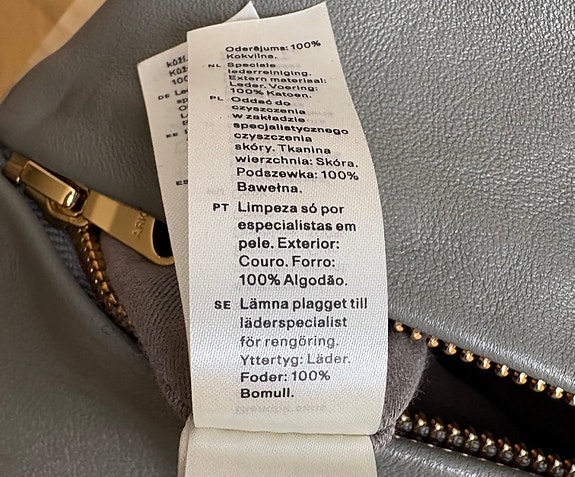 Oderējums: 100%
Kokvilna.
NL Speciale
lederreiniging.
Extern materiaal:
Leder. Voering:
100% Katoen.
PL Oddać do
czyszczenia
w zakładzie
specjalistycznego
czyszczenia
skóry. Tkanina
wierzchnia: Skóra.
Podszewka: 100%
Bawełna.
PT Limpeza só por
especialistas em
pele. Exterior:
Couro. Forro:
100% Algodão.
SE Lämna plagget till
läderspecialist
för rengöring.
Yttertyg: Läder.
Foder: 100%
Bomull.
DE